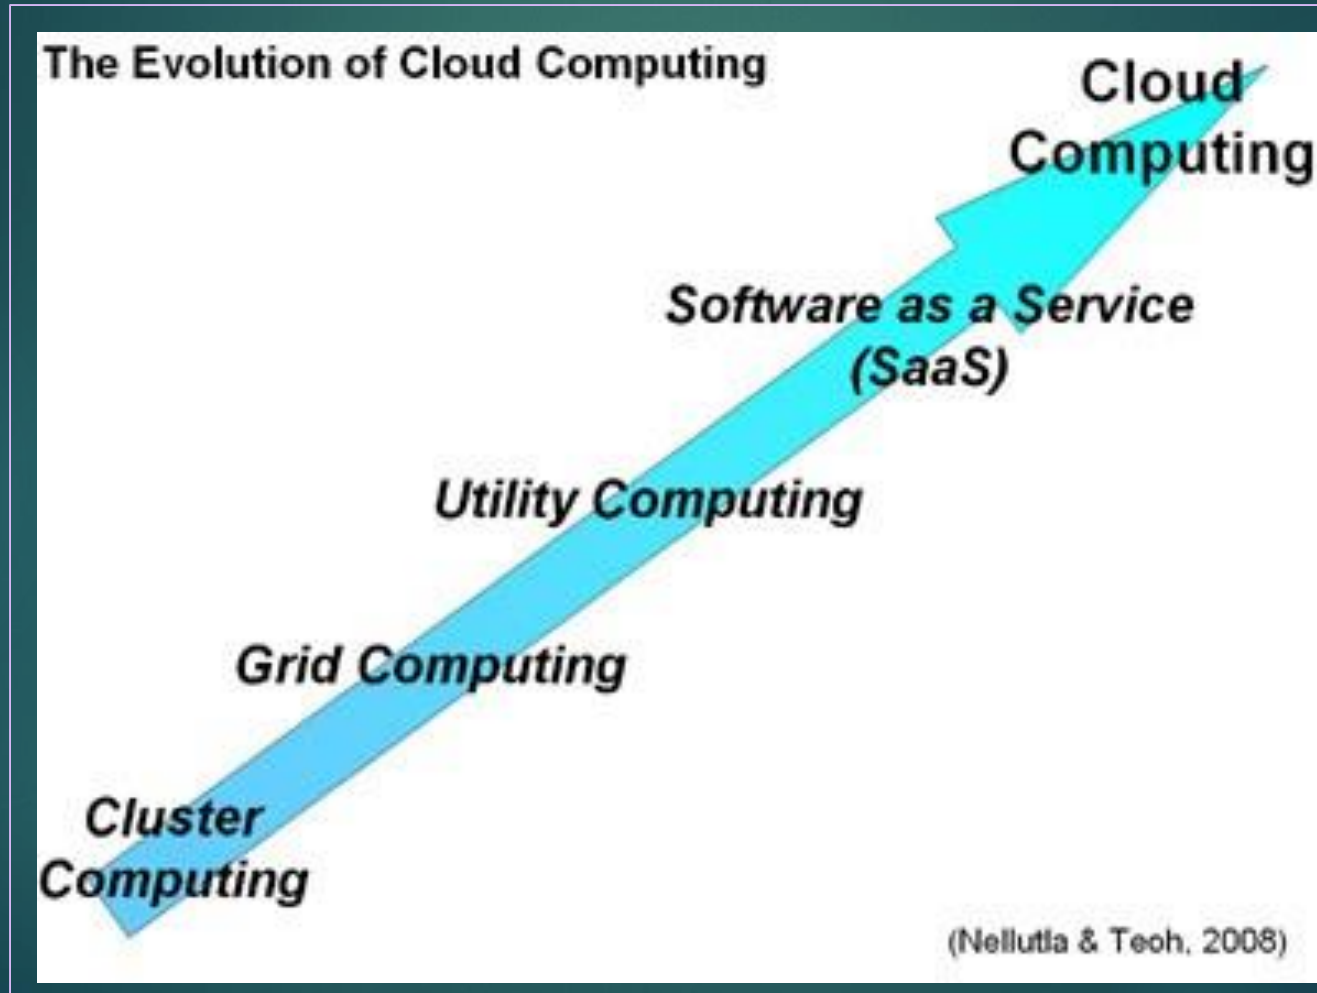 The Evolution of Cloud Computing
Cloud
Computing
Software as a Service
(SaaS)
Utility Computing
Grid Computing
Cluster
Computing
(Nellutla & Teoh, 2008)